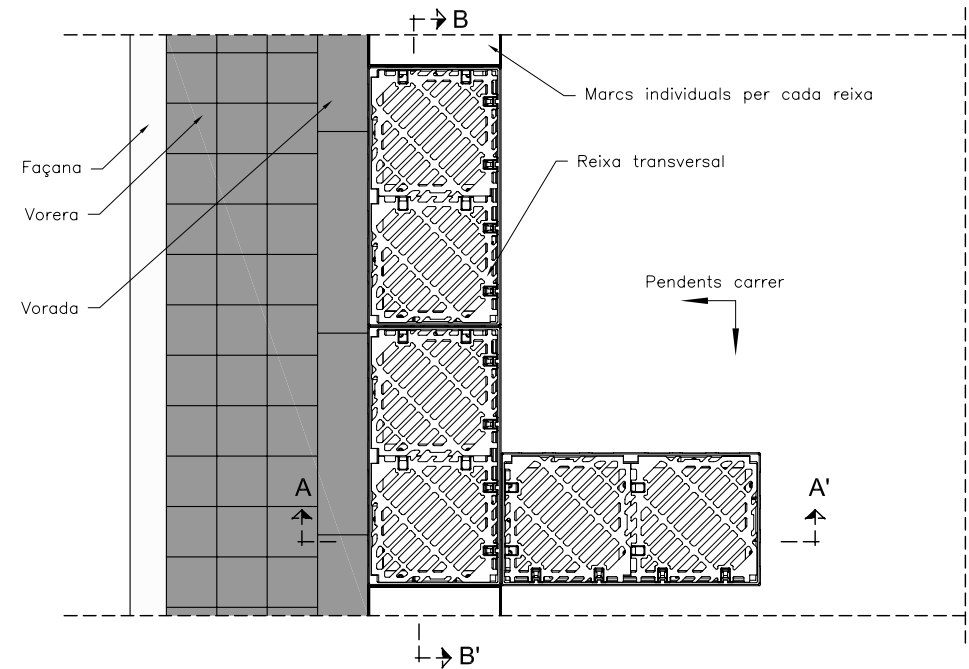 B
Marcs individuals per cada reixa
Reixa transversal
Façana
Vorera
Pendents carrer
Vorada
A
A'
B'